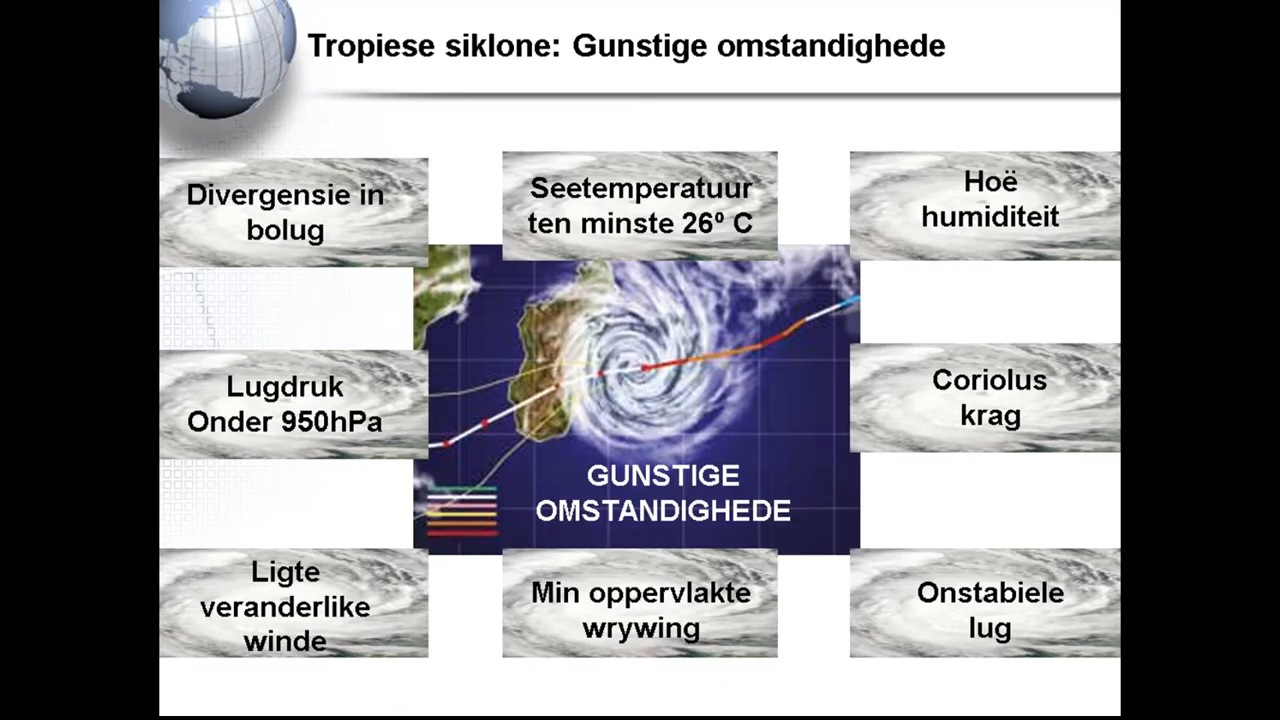 Tropiese siklone: Gunstige omstandighede
Divergensie in
bolug
Seetemperatuur
ten minste 26º C
Hoë
humiditeit
Lugdruk
Onder 950hPa
Coriolus
krag
GUNSTIGE
OMSTANDIGHEDE
Ligte
veranderlike
winde
Min oppervlakte
wrywing
Onstabiele
lug